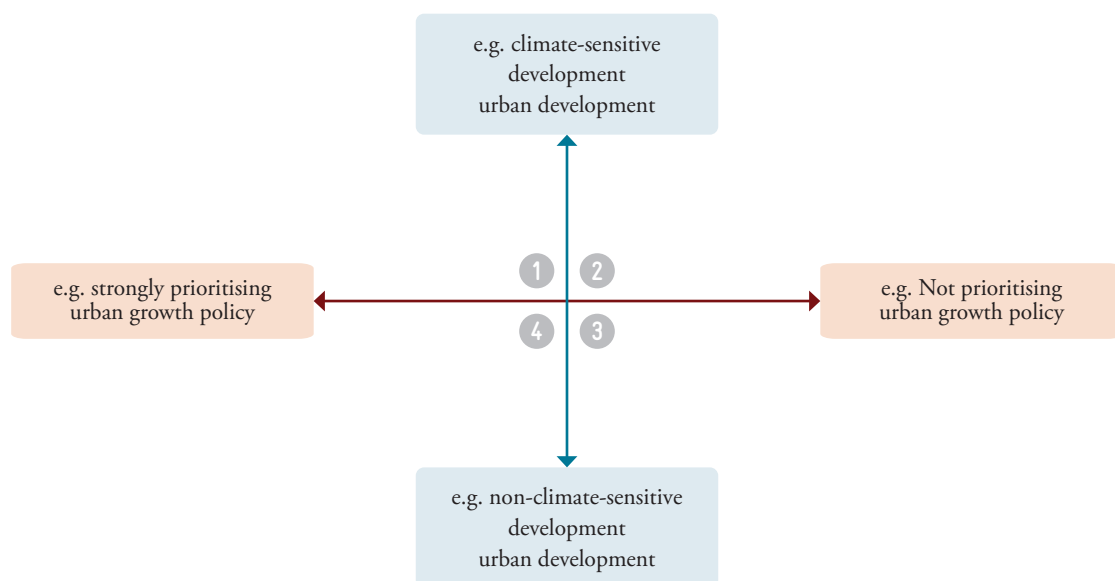 e.g. climate-sensitive
development
urban development
1 2
e.g. strongly prioritising
urban growth policy
e.g. Not prioritising
urban growth policy
4 3
e.g. non-climate-sensitive
development
urban development